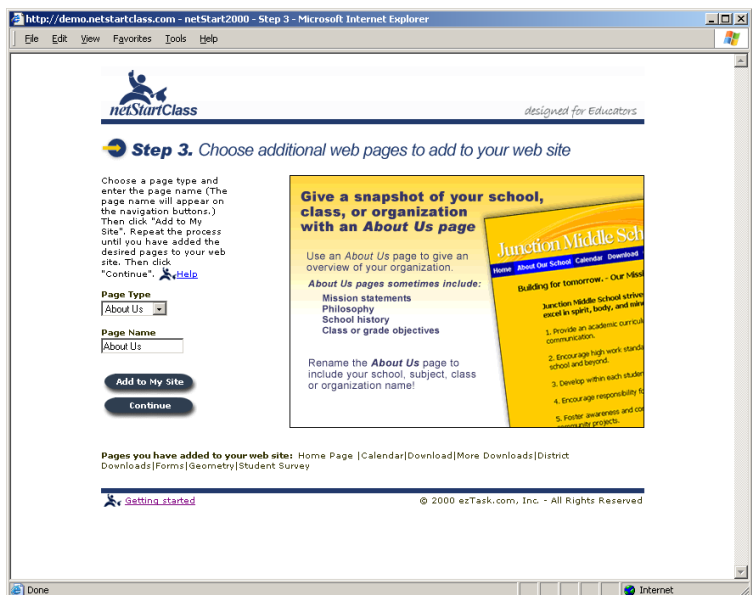 http://demo.netstartclass.com - netStart2000 - Step 3 - Microsoft Internet Explorer
File Edit View Favorites Tools Help
netStartClass
designed for Educators
Step 3. Choose additional web pages to add to your web site
Choose a page type and
enter the page name (The
page name will appear on
the navigation buttons.)
Then click "Add to My
Site". Repeat the process
until you have added the
desired pages to your web
site. Then click
"Continue". Help
Page Type
About Us
Page Name
About Us
Add to My Site
Continue
Give a snapshot of your school,
class, or organization
with an About Us page
Use an About Us page to give an
overview of your organization.
About Us pages sometimes include:
Mission statements
Philosophy
School history
Class or grade objectives
Rename the About Us page to
include your school, subject, class
or organization name!
Junction Middle Sch
Home About Our School Calendar Download
Building for tomorrow. - Our Miss
Junction Middle School strive
excel in spirit, body, and min
1. Provide an academic curricul
communication.
2. Encourage high work standa
school and beyond.
3. Develop within each studen
4. Encourage responsibility fo
5. Foster awareness and co
community projects.
Pages you have added to your web site: Home Page |Calendar|Download|More Downloads|District
Downloads|Forms|Geometry|Student Survey
Getting started
© 2000 ezTask.com, Inc. - All Rights Reserved
Done
Internet